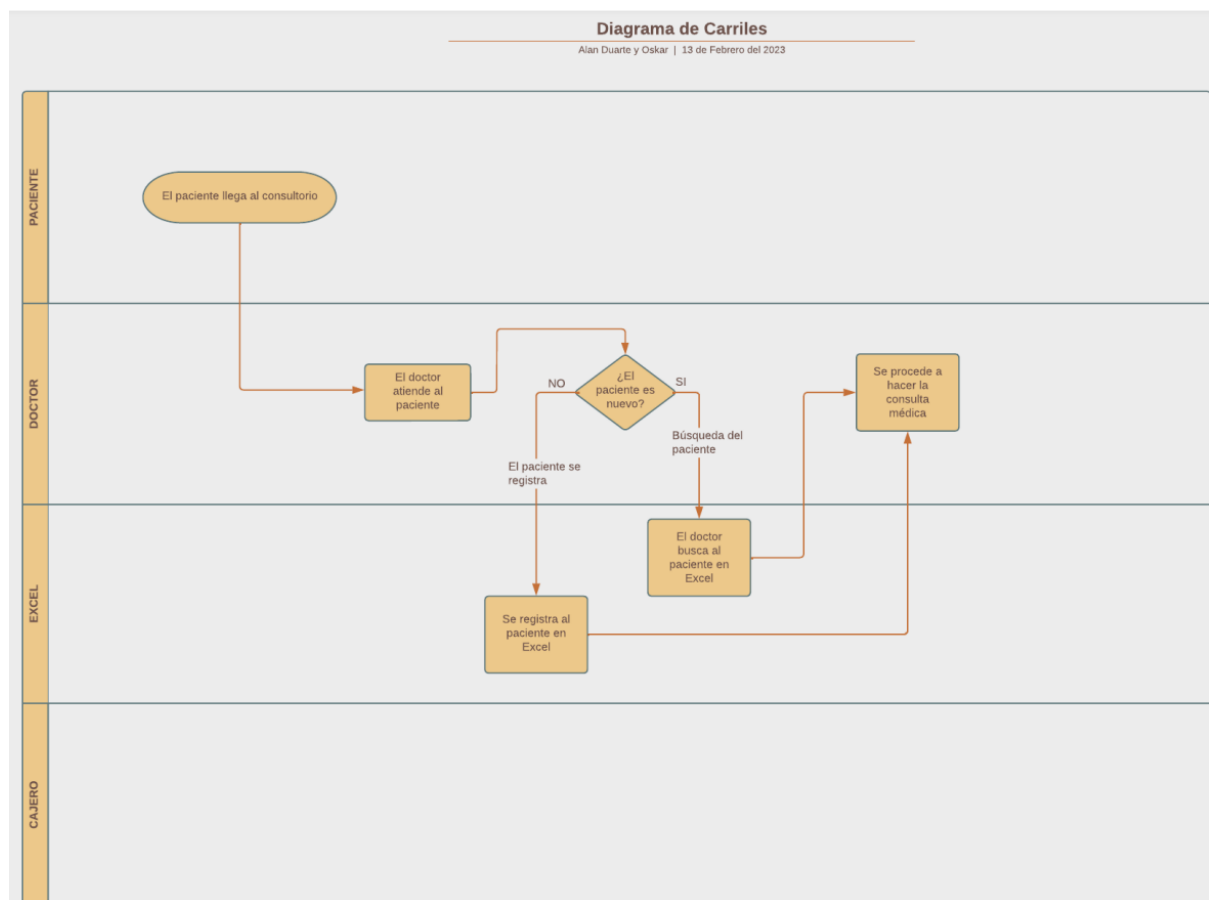 Diagrama de Carriles
Alan Duarte y Oskar | 13 de Febrero del 2023
PACIENTE
El paciente llega al consultorio
DOCTOR
El doctor
atiende al
paciente
¿El
paciente es
nuevo?
NO
SI
El paciente se
registra
Búsqueda del
paciente
Se procede a
hacer la
consulta
médica
EXCEL
El doctor
busca al
paciente en
Excel
Se registra al
paciente en
Excel
CAJERO